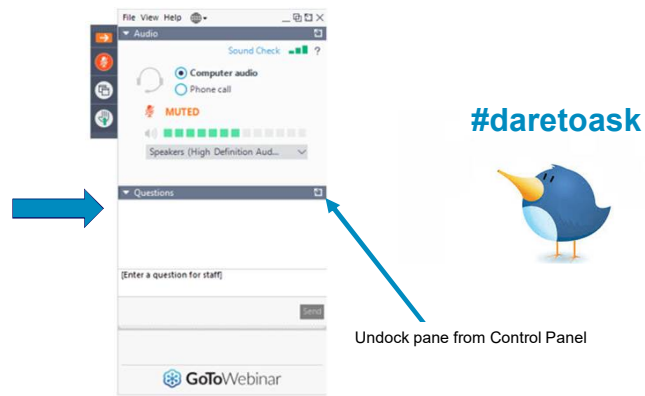 File View Help
Audio
Sound Check ?
Computer audio
Phone call
MUTED
Speakers (High Definition Aud...
Questions
[Enter a question for staff]
Send
GoToWebinar
#daretoask
Undock pane from Control Panel